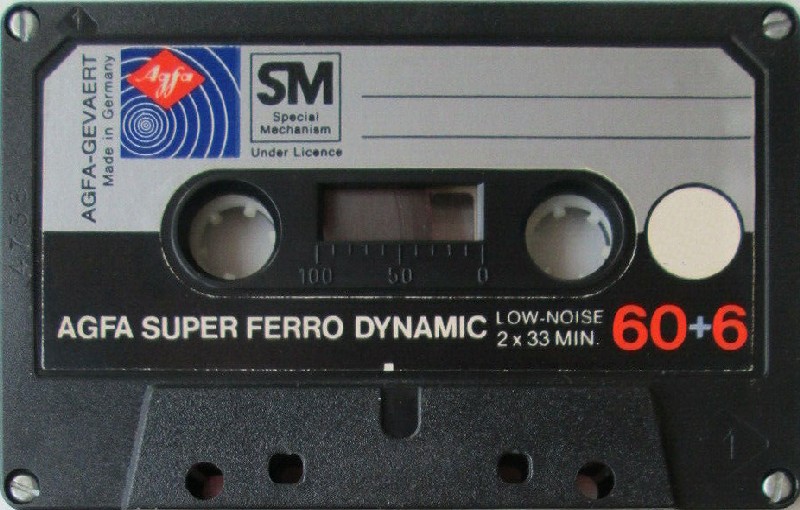 AGFA-GEVAERT
Made in Germany
Agfa
SM
Special
Mechanism
Under Licence
100 50 0
AGFA SUPER FERRO DYNAMIC
LOW-NOISE
2 x 33 MIN.
60+6
1